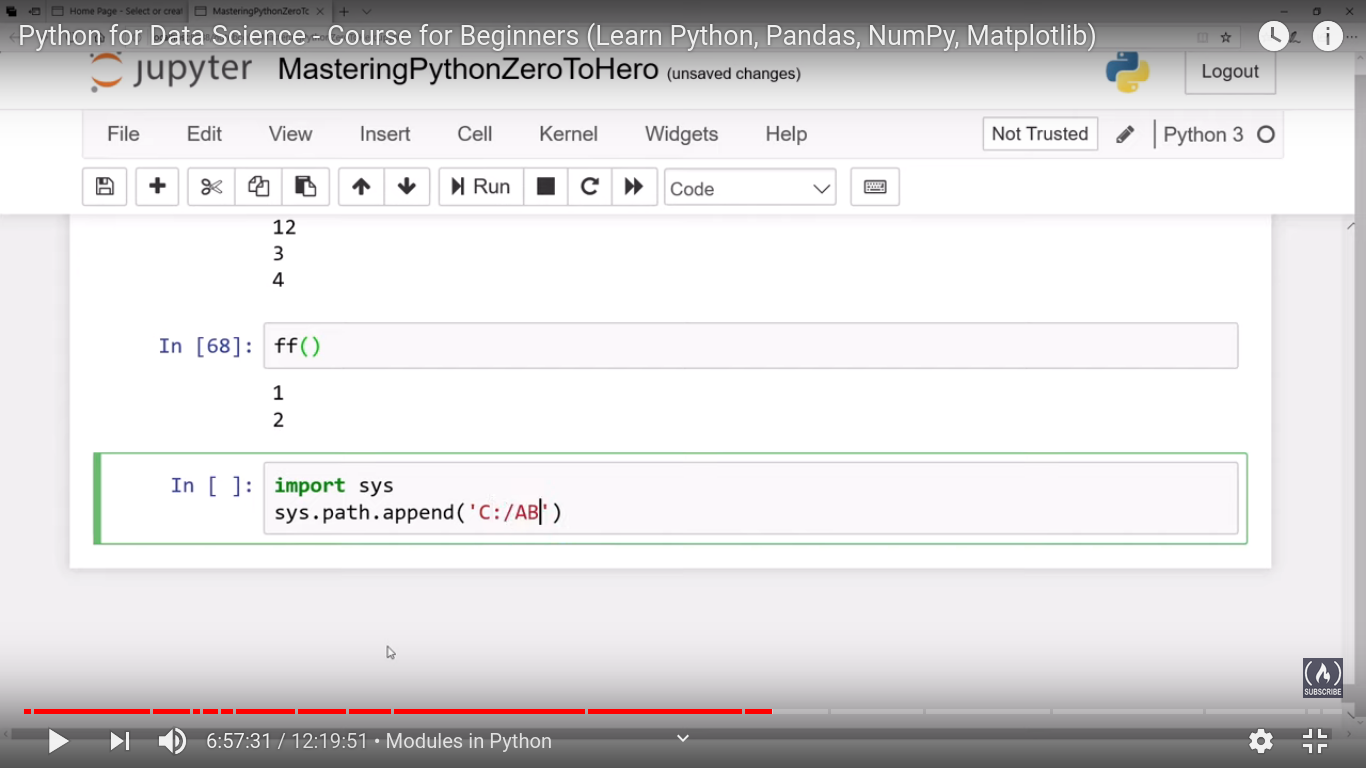 Home Page - Select or creat
MasteringPythonZeroTo
Python for Data Science - Course for Beginners (Learn Python, Pandas, NumPy, Matplotlib)
jupyter MasteringPythonZeroToHero (unsaved changes)
Logout
File Edit View Insert Cell Kernel Widgets Help Not Trusted Python 3
Run Code
12
3
4
In [68]: ff()
1
2
In [ ]: import sys
sys.path.append('C:/AB')
SUBSCRIBE
6:57:31 / 12:19:51 • Modules in Python